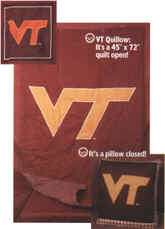 VT
VT Quillow:
It's a 45" x 72"
quilt open!
VT
It's a pillow closed!
VT